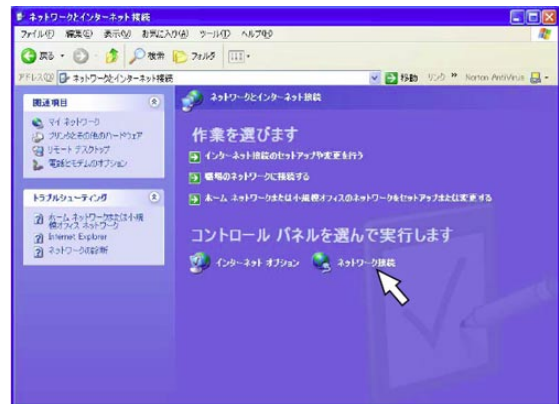 ネットワークとインターネット接続
ファイル(F) 編集(E) 表示(V) お気に入り(A) ツール(T) ヘルプ(H)
戻る 検索 フォルダ
アドレス(D) ネットワークとインターネット接続 移動 リンク » Norton AntiVirus
関連項目
マイ ネットワーク
プリンタとその他のハードウェア
リモート デスクトップ
電話とモデムのオプション
トラブルシューティング
ホーム ネットワークまたは小規
模オフィス ネットワーク
Internet Explorer
ネットワークの診断
ネットワークとインターネット接続
作業を選びます
インターネット接続のセットアップや変更を行う
職場のネットワークに接続する
ホーム ネットワークまたは小規模オフィスのネットワークをセットアップまたは変更する
コントロール パネルを選んで実行します
インターネット オプション ネットワーク接続